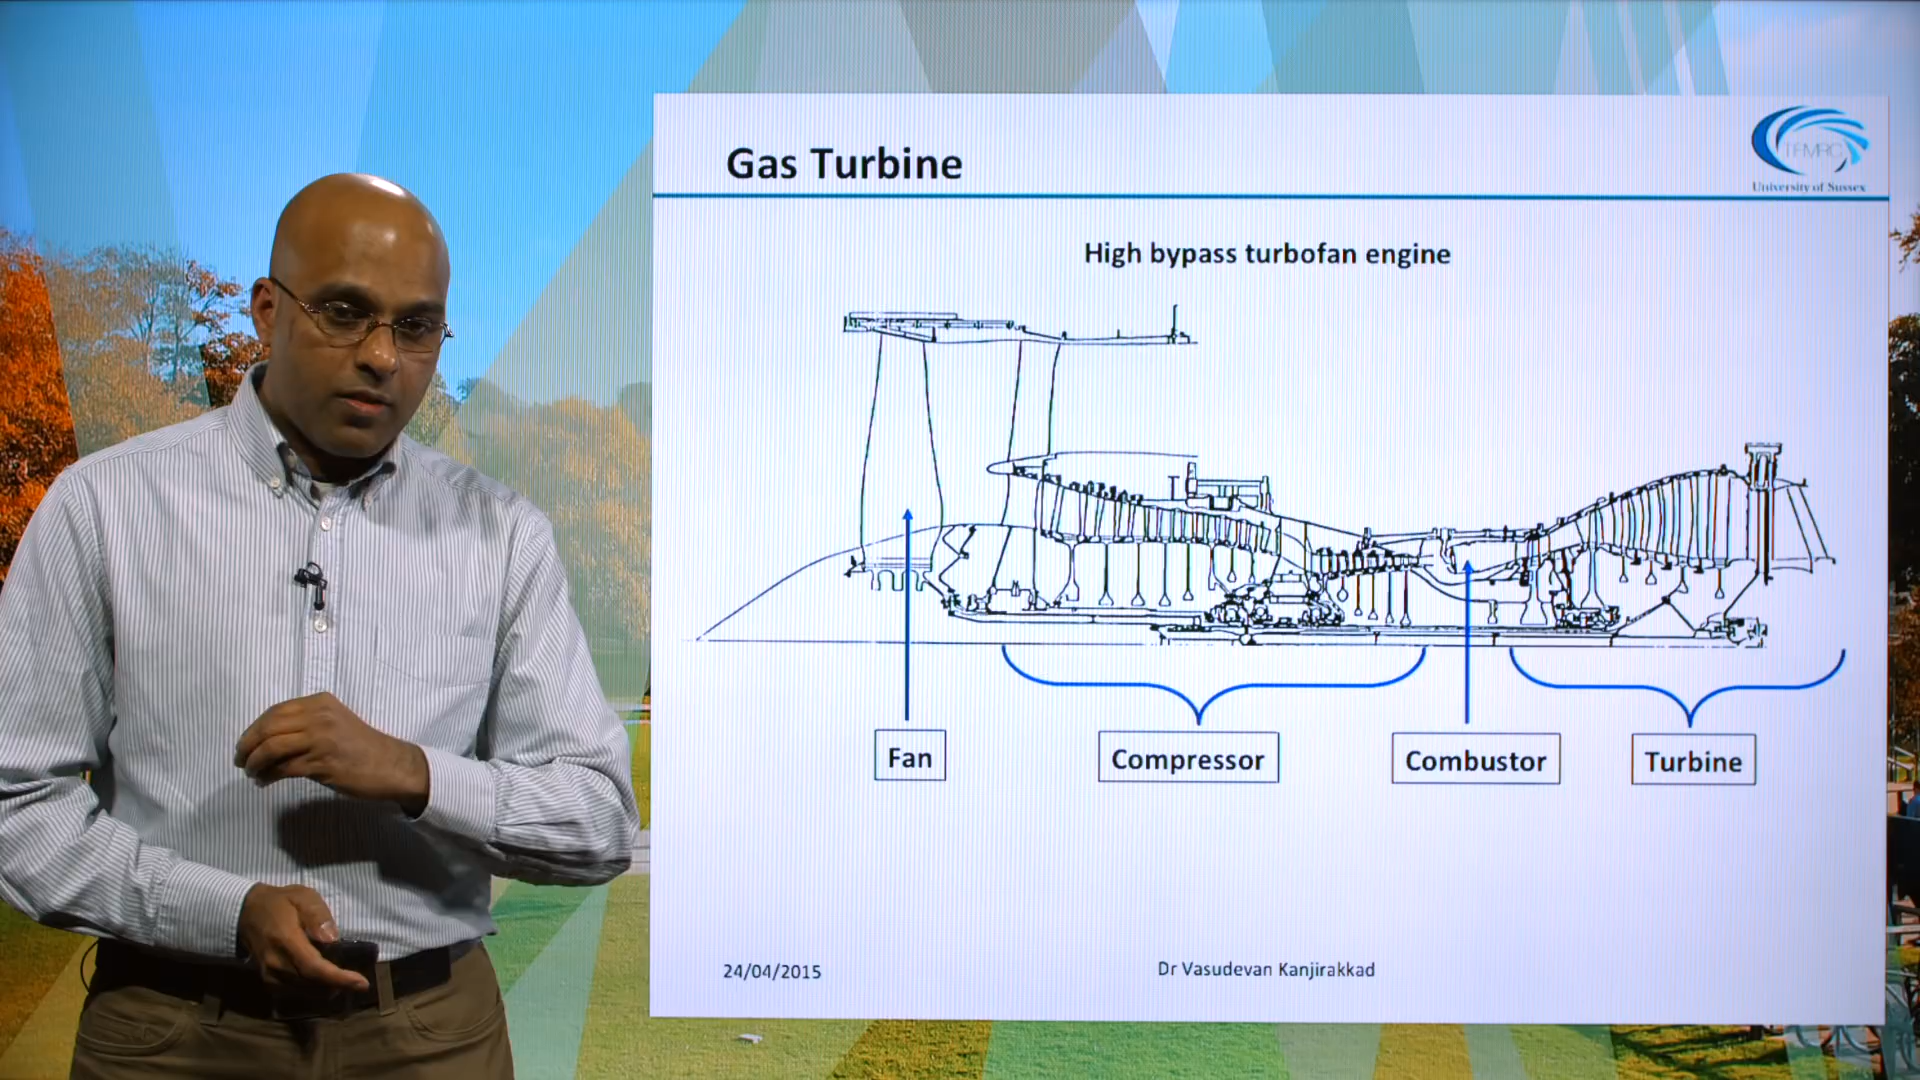 Gas Turbine
TFMRC
University of Sussex
High bypass turbofan engine
Fan
Compressor
Combustor
Turbine
24/04/2015
Dr Vasudevan Kanjirakkad